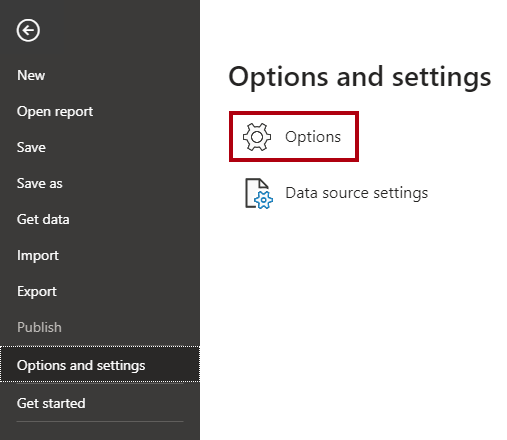 New
Open report
Save
Save as
Get data
Import
Export
Publish
Options and settings
Get started
Options and settings
Options
Data source settings